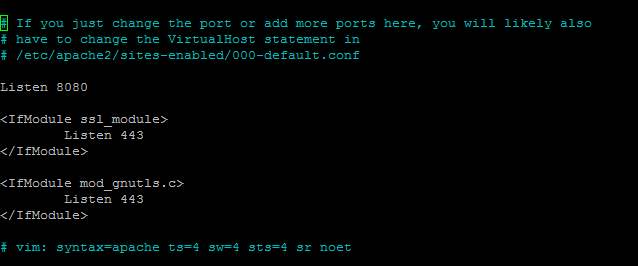 # If you just change the port or add more ports here, you will likely also
# have to change the VirtualHost statement in
# /etc/apache2/sites-enabled/000-default.conf
Listen 8080
<IfModule ssl_module>
Listen 443
</IfModule>
<IfModule mod_gnutls.c>
Listen 443
</IfModule>
# vim: syntax=apache ts=4 sw=4 sts=4 sr noet